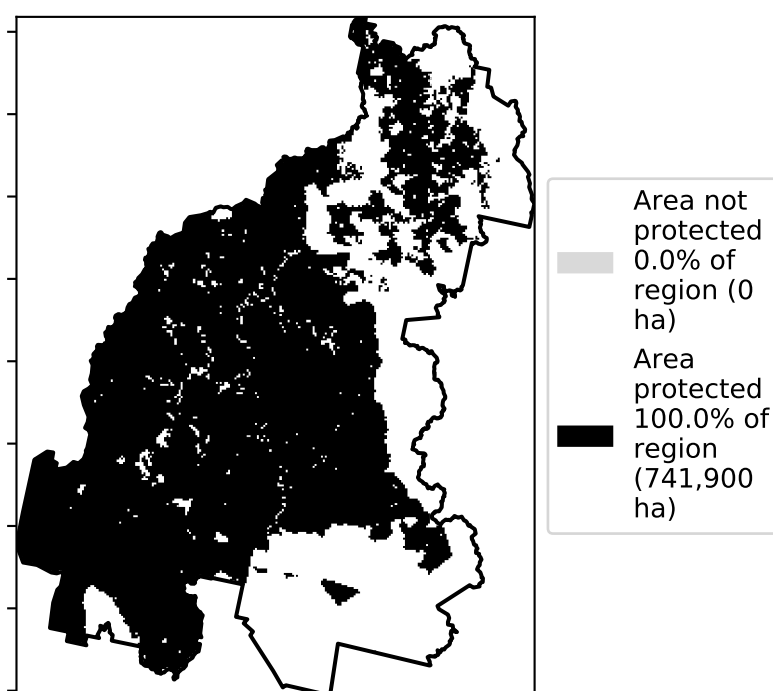 Area not
protected
0.0% of
region (0
ha)
Area
protected
100.0% of
region
(741,900
ha)